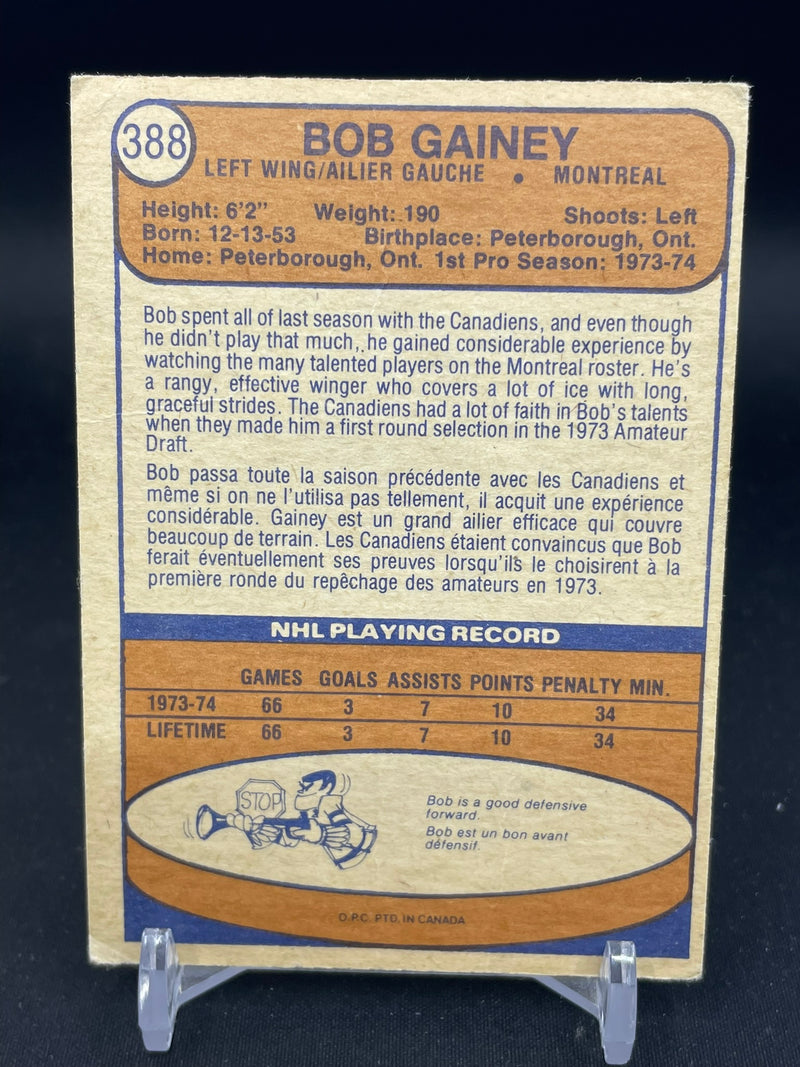 388
BOB GAINEY
LEFT WING/AILIER GAUCHE • MONTREAL
Height: 6'2" Weight: 190 Shoots: Left
Born: 12-13-53 Birthplace: Peterborough, Ont.
Home: Peterborough, Ont. 1st Pro Season: 1973-74
Bob spent all of last season with the Canadiens, and even though
he didn't play that much, he gained considerable experience by
watching the many talented players on the Montreal roster. He's
a rangy, effective winger who covers a lot of ice with long,
graceful strides. The Canadiens had a lot of faith in Bob's talents
when they made him a first round selection in the 1973 Amateur
Draft.
Bob passa toute la saison précédente avec les Canadiens et
même si on ne l'utilisa pas tellement, il acquit une expérience
considérable. Gainey est un grand ailier efficace qui couvre
beaucoup de terrain. Les Canadiens étaient convaincus que Bob
ferait éventuellement ses preuves lorsqu'ils le choisirent à la
première ronde du repêchage des amateurs en 1973.
NHL PLAYING RECORD
GAMES GOALS ASSISTS POINTS PENALTY MIN.
1973-74 66 3 7 10 34
LIFETIME 66 3 7 10 34
STOP
Bob is a good defensive
forward.
Bob est un bon avant
défensif.
O.P.C. PTD. IN CANADA